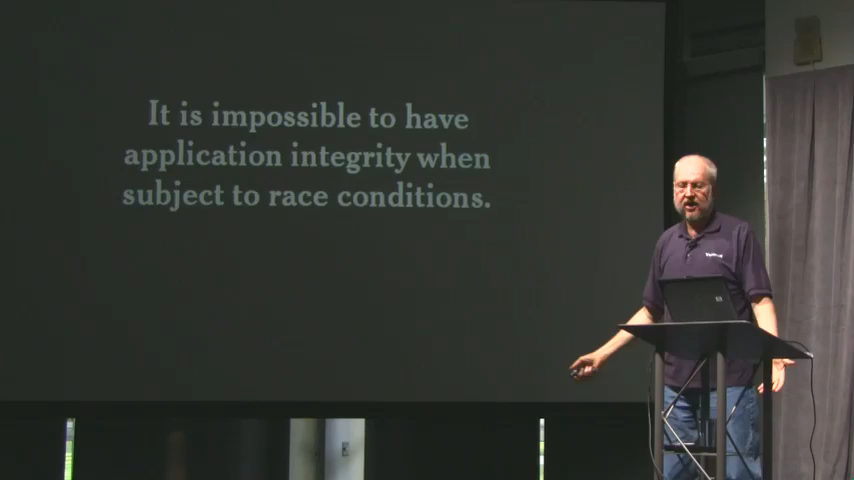 It is impossible to have
application integrity when
subject to race conditions.